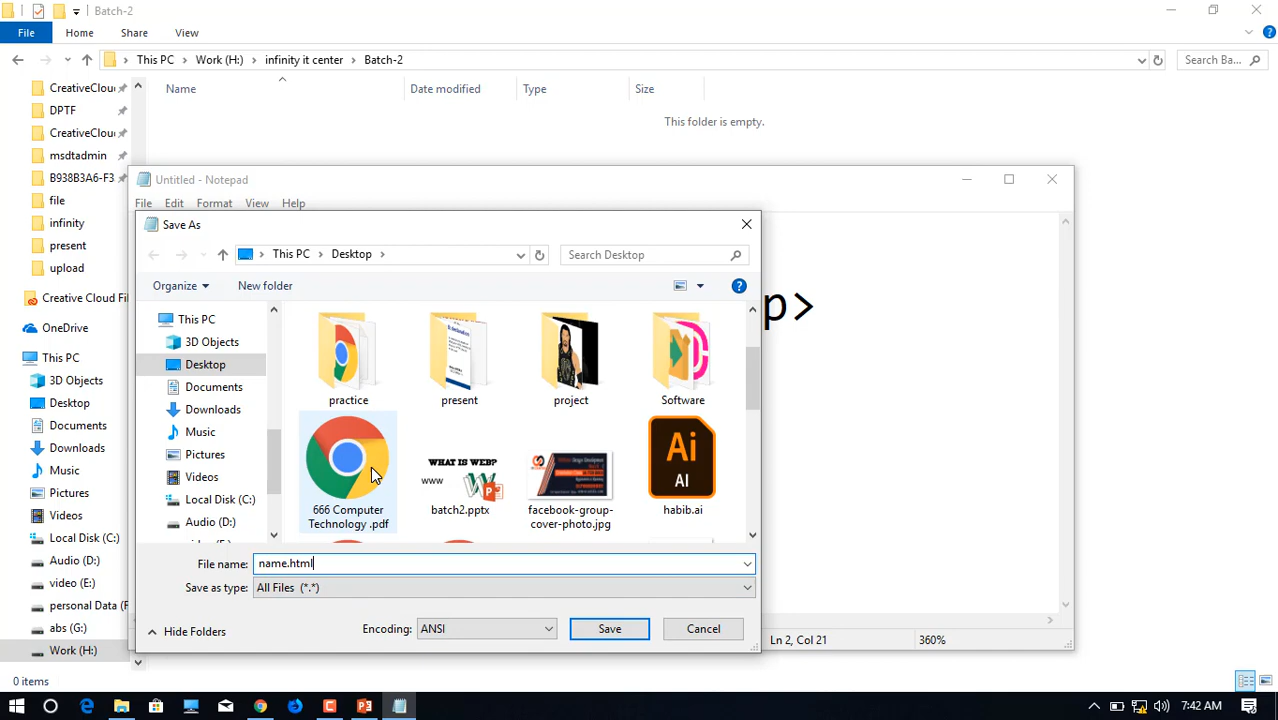 Batch-2
File Home Share View
This PC Work (H:) infinity it center Batch-2
Search Ba...
CreativeClou
DPTF
CreativeClou
msdtadmin
B938B3A6-F3
file
infinity
present
upload
Creative Cloud Fil
OneDrive
This PC
3D Objects
Desktop
Documents
Downloads
Music
Pictures
Videos
Local Disk (C:)
Audio (D:)
video (E:)
personal Data (F
abs (G:)
Work (H:)
0 items
Name Date modified Type Size
This folder is empty.
Untitled - Notepad
File Edit Format View Help
p>
Ln 2, Col 21 360%
Save As
This PC Desktop
Search Desktop
Organize New folder
This PC
3D Objects
Desktop
Documents
Downloads
Music
Pictures
Videos
Local Disk (C:)
Audio (D:)
practice present project Software
WHAT IS WEB?
www
Ai
AI
666 Computer
Technology .pdf
batch2.pptx
facebook-group-
cover-photo.jpg
habib.ai
File name: name.html
Save as type: All Files (*.*)
Hide Folders
Encoding: ANSI
Save Cancel
7:42 AM